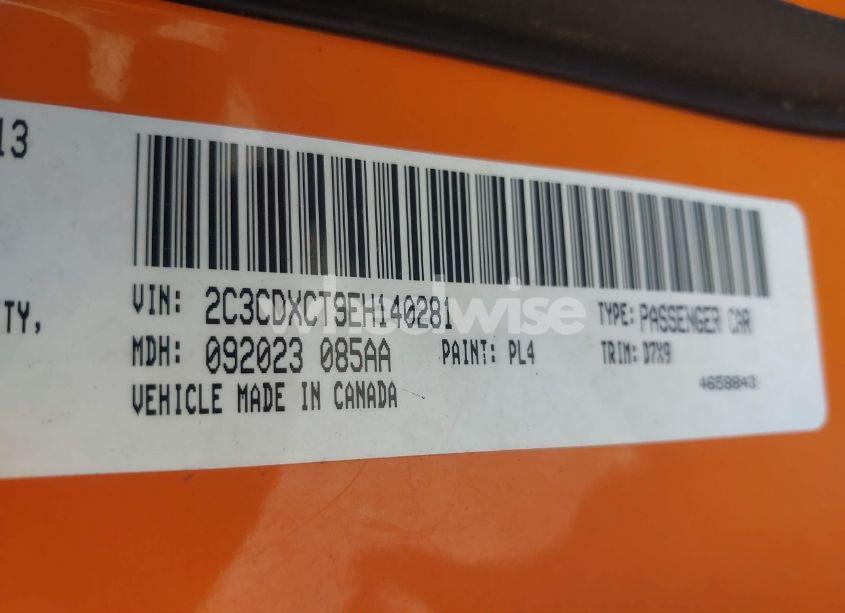 13
TY,
VIN: 2C3CDXCT9EH140281 TYPE: PASSENGER CAR
MDH: 092023 085AA PAINT: PL4 TRIM: D7X9
VEHICLE MADE IN CANADA 4658843
wheelwise